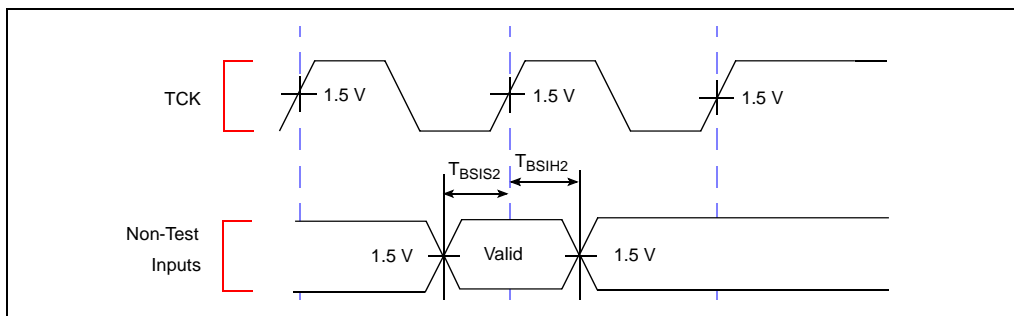 TCK
1.5 V
1.5 V
1.5 V
TBSIS2
TBSIH2
Non-Test
Inputs
1.5 V
Valid
1.5 V